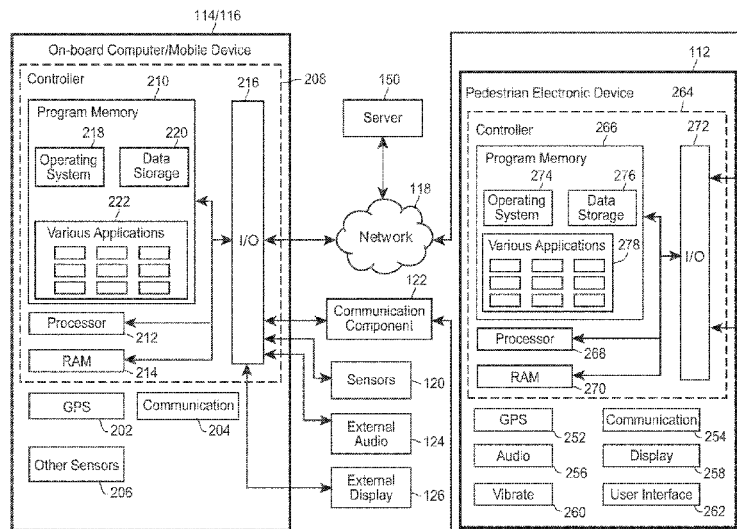 114/116
On-board Computer/Mobile Device
Controller
210
216
208
Program Memory
218
220
Operating
System
Data
Storage
222
Various Applications
I/O
Processor
212
RAM
214
GPS
202
Communication
204
Other Sensors
206
150
Server
118
Network
122
Communication
Component
Sensors
120
External
Audio
124
External
Display
126
112
Pedestrian Electronic Device
264
Controller
266
272
Program Memory
274
276
Operating
System
Data
Storage
Various Applications
278
I/O
Processor
268
RAM
270
GPS
252
Communication
254
Audio
256
Display
258
Vibrate
260
User Interface
262